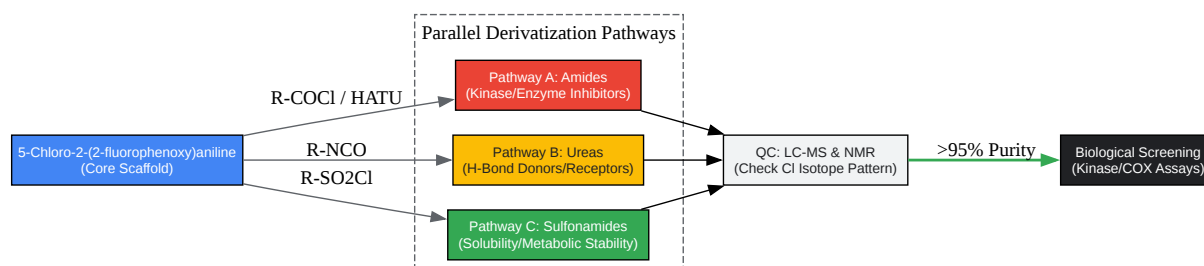 Parallel Derivatization Pathways
5-Chloro-2-(2-fluorophenoxy)aniline
(Core Scaffold)
R-COCl / HATU
R-NCO
R-SO2Cl
Pathway A: Amides
(Kinase/Enzyme Inhibitors)
Pathway B: Ureas
(H-Bond Donors/Receptors)
Pathway C: Sulfonamides
(Solubility/Metabolic Stability)
QC: LC-MS & NMR
(Check Cl Isotope Pattern)
>95% Purity
Biological Screening
(Kinase/COX Assays)